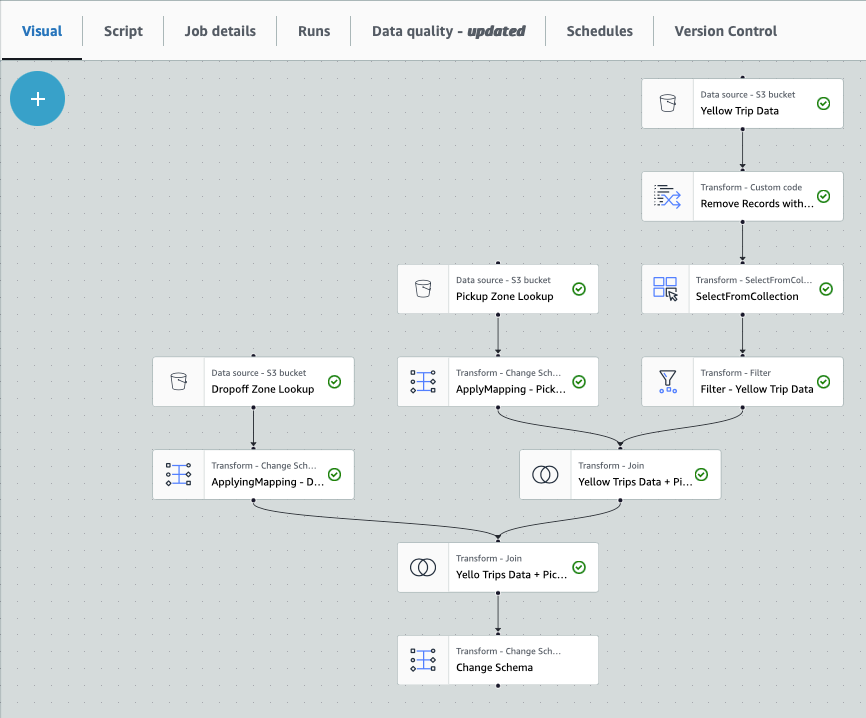 Visual
Script
Job details
Runs
Data quality - updated
Schedules
Version Control
+
Data source - S3 bucket
Yellow Trip Data
Transform - Custom code
Remove Records with...
Data source - S3 bucket
Pickup Zone Lookup
Transform - SelectFromCol...
SelectFromCollection
Data source - S3 bucket
Dropoff Zone Lookup
Transform - Change Sch...
ApplyMapping - Pick...
Transform - Filter
Filter - Yellow Trip Data
Transform - Change Sch...
ApplyingMapping - D...
Transform - Join
Yellow Trips Data + Pi...
Transform - Join
Yello Trips Data + Pic...
Transform - Change Sch...
Change Schema